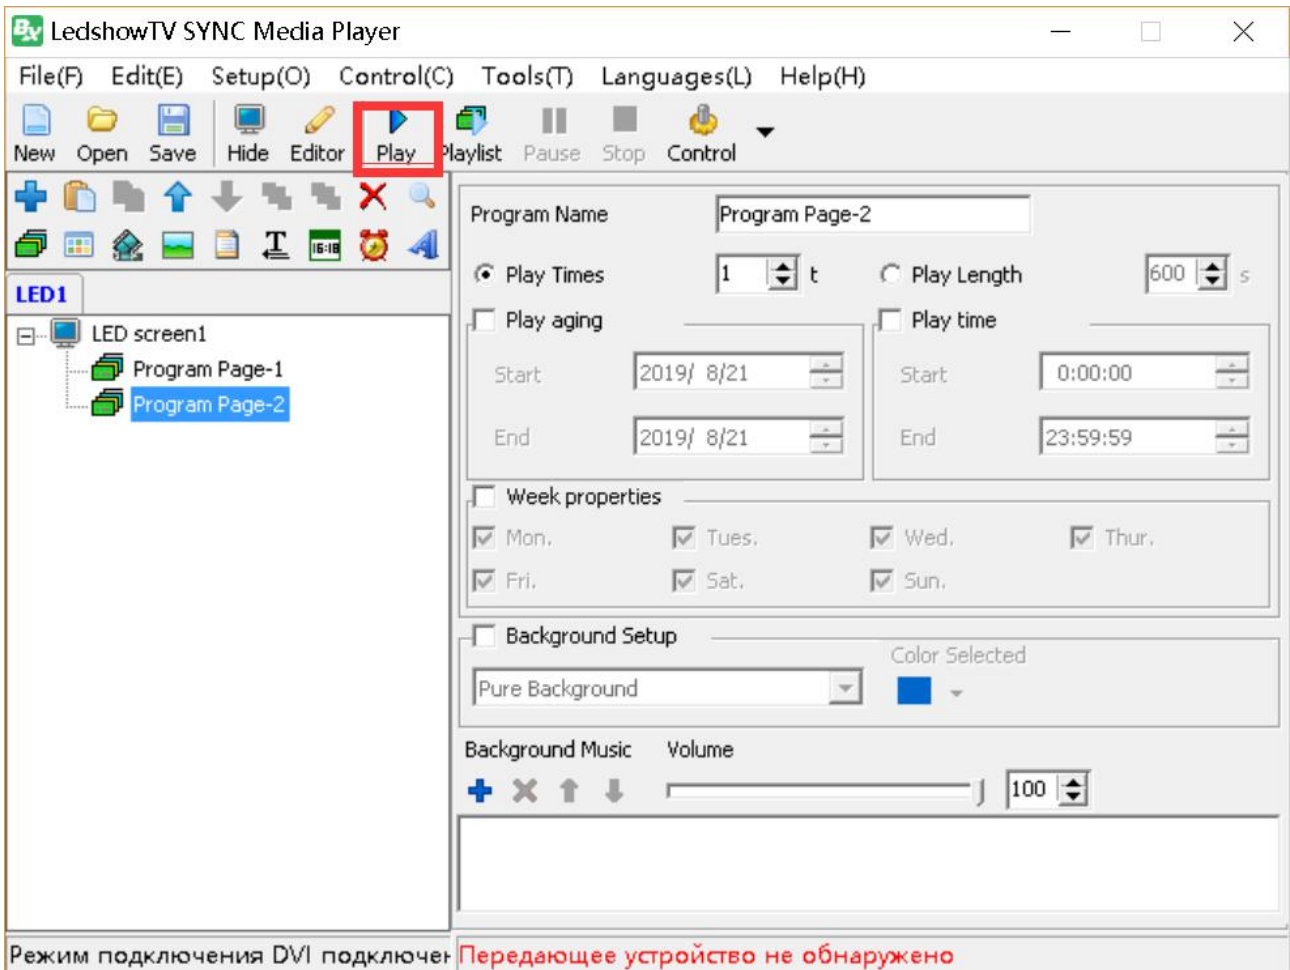 LedshowTV SYNC Media Player
File(F) Edit(E) Setup(O) Control(C) Tools(T) Languages(L) Help(H)
New Open Save Hide Editor Play Playlist Pause Stop Control
16:18
LED1
LED screen1
Program Page-1
Program Page-2
Program Name Program Page-2
Play Times 1 t Play Length 600 s
Play aging Play time
Start 2019/ 8/21 Start 0:00:00
End 2019/ 8/21 End 23:59:59
Week properties
Mon. Tues. Wed. Thur.
Fri. Sat. Sun.
Background Setup
Color Selected
Pure Background
Background Music Volume
100
Режим подключения DVI подключен Передающее устройство не обнаружено